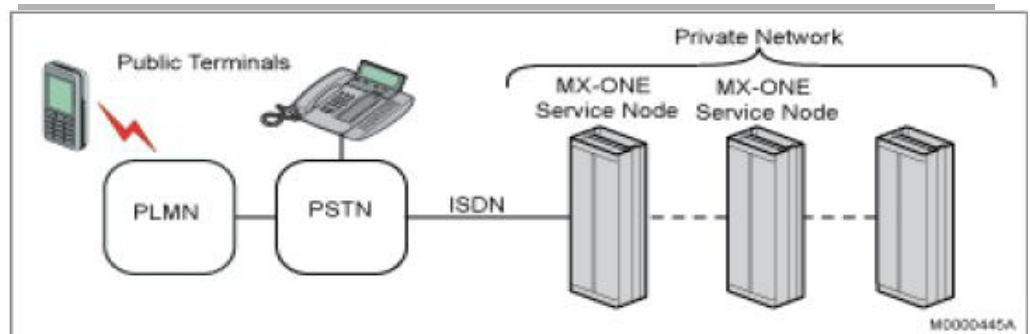 Private Network
Public Terminals
MX-ONE
Service Node
MX-ONE
Service Node
PLMN
PSTN
ISDN
M0000445A